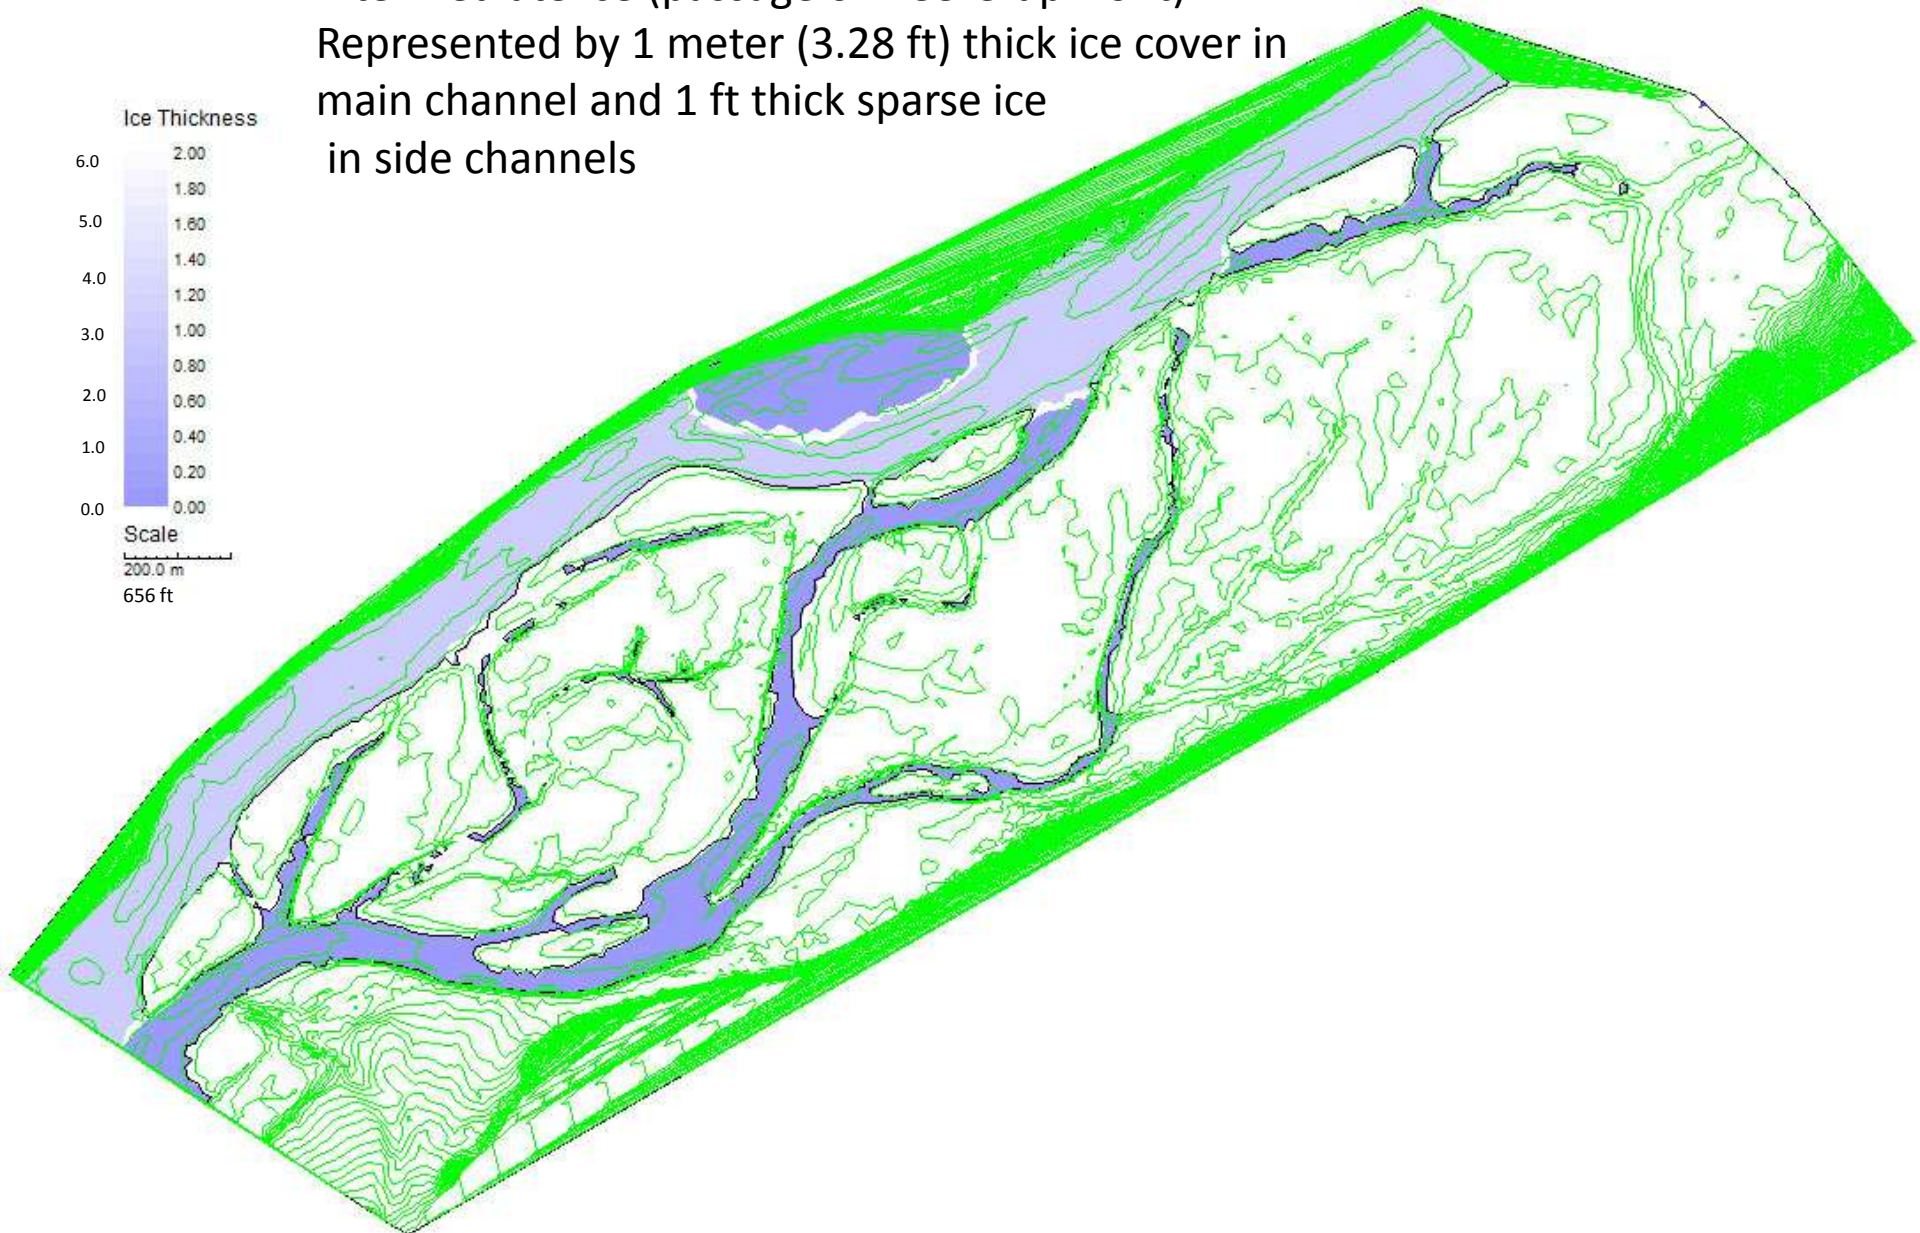 Represented by 1 meter (3.28 ft) thick ice cover in
main channel and 1 ft thick sparse ice
in side channels
Ice Thickness
6.0 2.00
1.80
5.0 1.60
1.40
4.0 1.20
3.0 1.00
0.80
2.0 0.60
1.0 0.40
0.20
0.0 0.00
Scale
200.0 m
656 ft